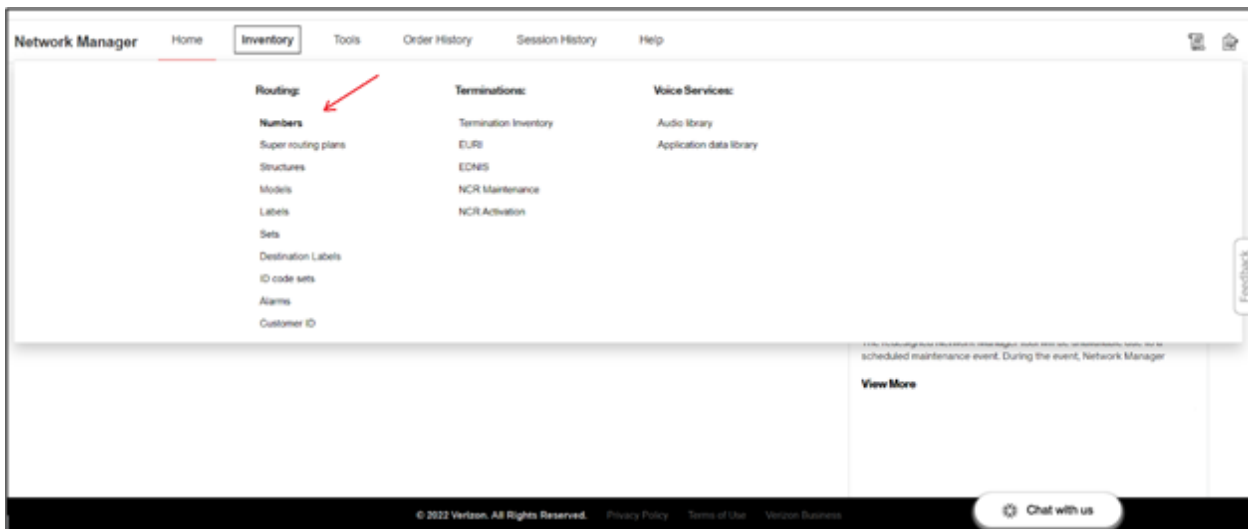 Network Manager Home Inventory Tools Order History Session History Help
Routing:
Numbers
Super routing plans
Structures
Models
Labels
Sets
Destination Labels
ID code sets
Alarms
Customer ID
Terminations:
Termination Inventory
EURI
EDNIS
NCR Maintenance
NCR Activation
Voice Services:
Audio library
Application data library
Feedback
scheduled maintenance event. During the event, Network Manager
View More
© 2022 Verizon. All Rights Reserved. Privacy Policy Terms of Use Verizon Business
Chat with us